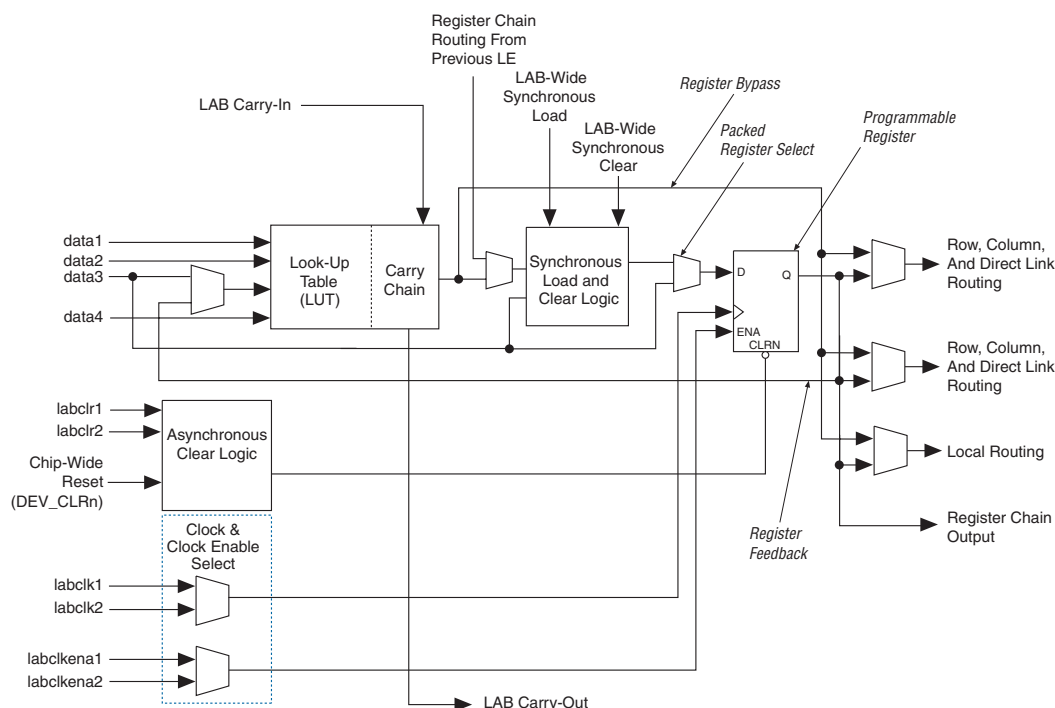 Register Chain
Routing From
Previous LE
LAB-Wide
Synchronous
Load
Register Bypass
LAB Carry-In
LAB-Wide
Synchronous
Clear
Packed
Register Select
Programmable
Register
data1
data2
data3
data4
Look-Up
Table
(LUT)
Carry
Chain
Synchronous
Load and
Clear Logic
D
Q
ENA
CLRN
Row, Column,
And Direct Link
Routing
Row, Column,
And Direct Link
Routing
labclr1
labclr2
Chip-Wide
Reset
(DEV_CLRn)
Asynchronous
Clear Logic
Local Routing
Register
Feedback
Register Chain
Output
Clock &
Clock Enable
Select
labclk1
labclk2
labclkena1
labclkena2
LAB Carry-Out